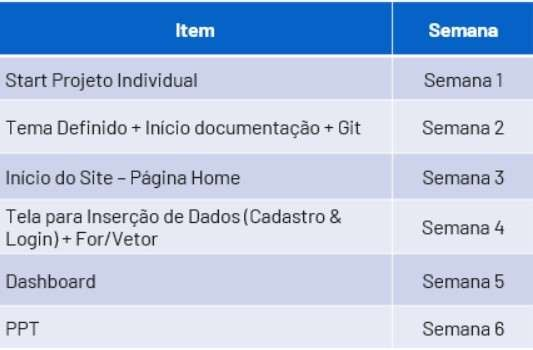 Item Semana
Start Projeto Individual Semana 1
Tema Definido + Início documentação + Git Semana 2
Início do Site – Página Home Semana 3
Tela para Inserção de Dados (Cadastro &
Login) + For/Vetor Semana 4
Dashboard Semana 5
PPT Semana 6